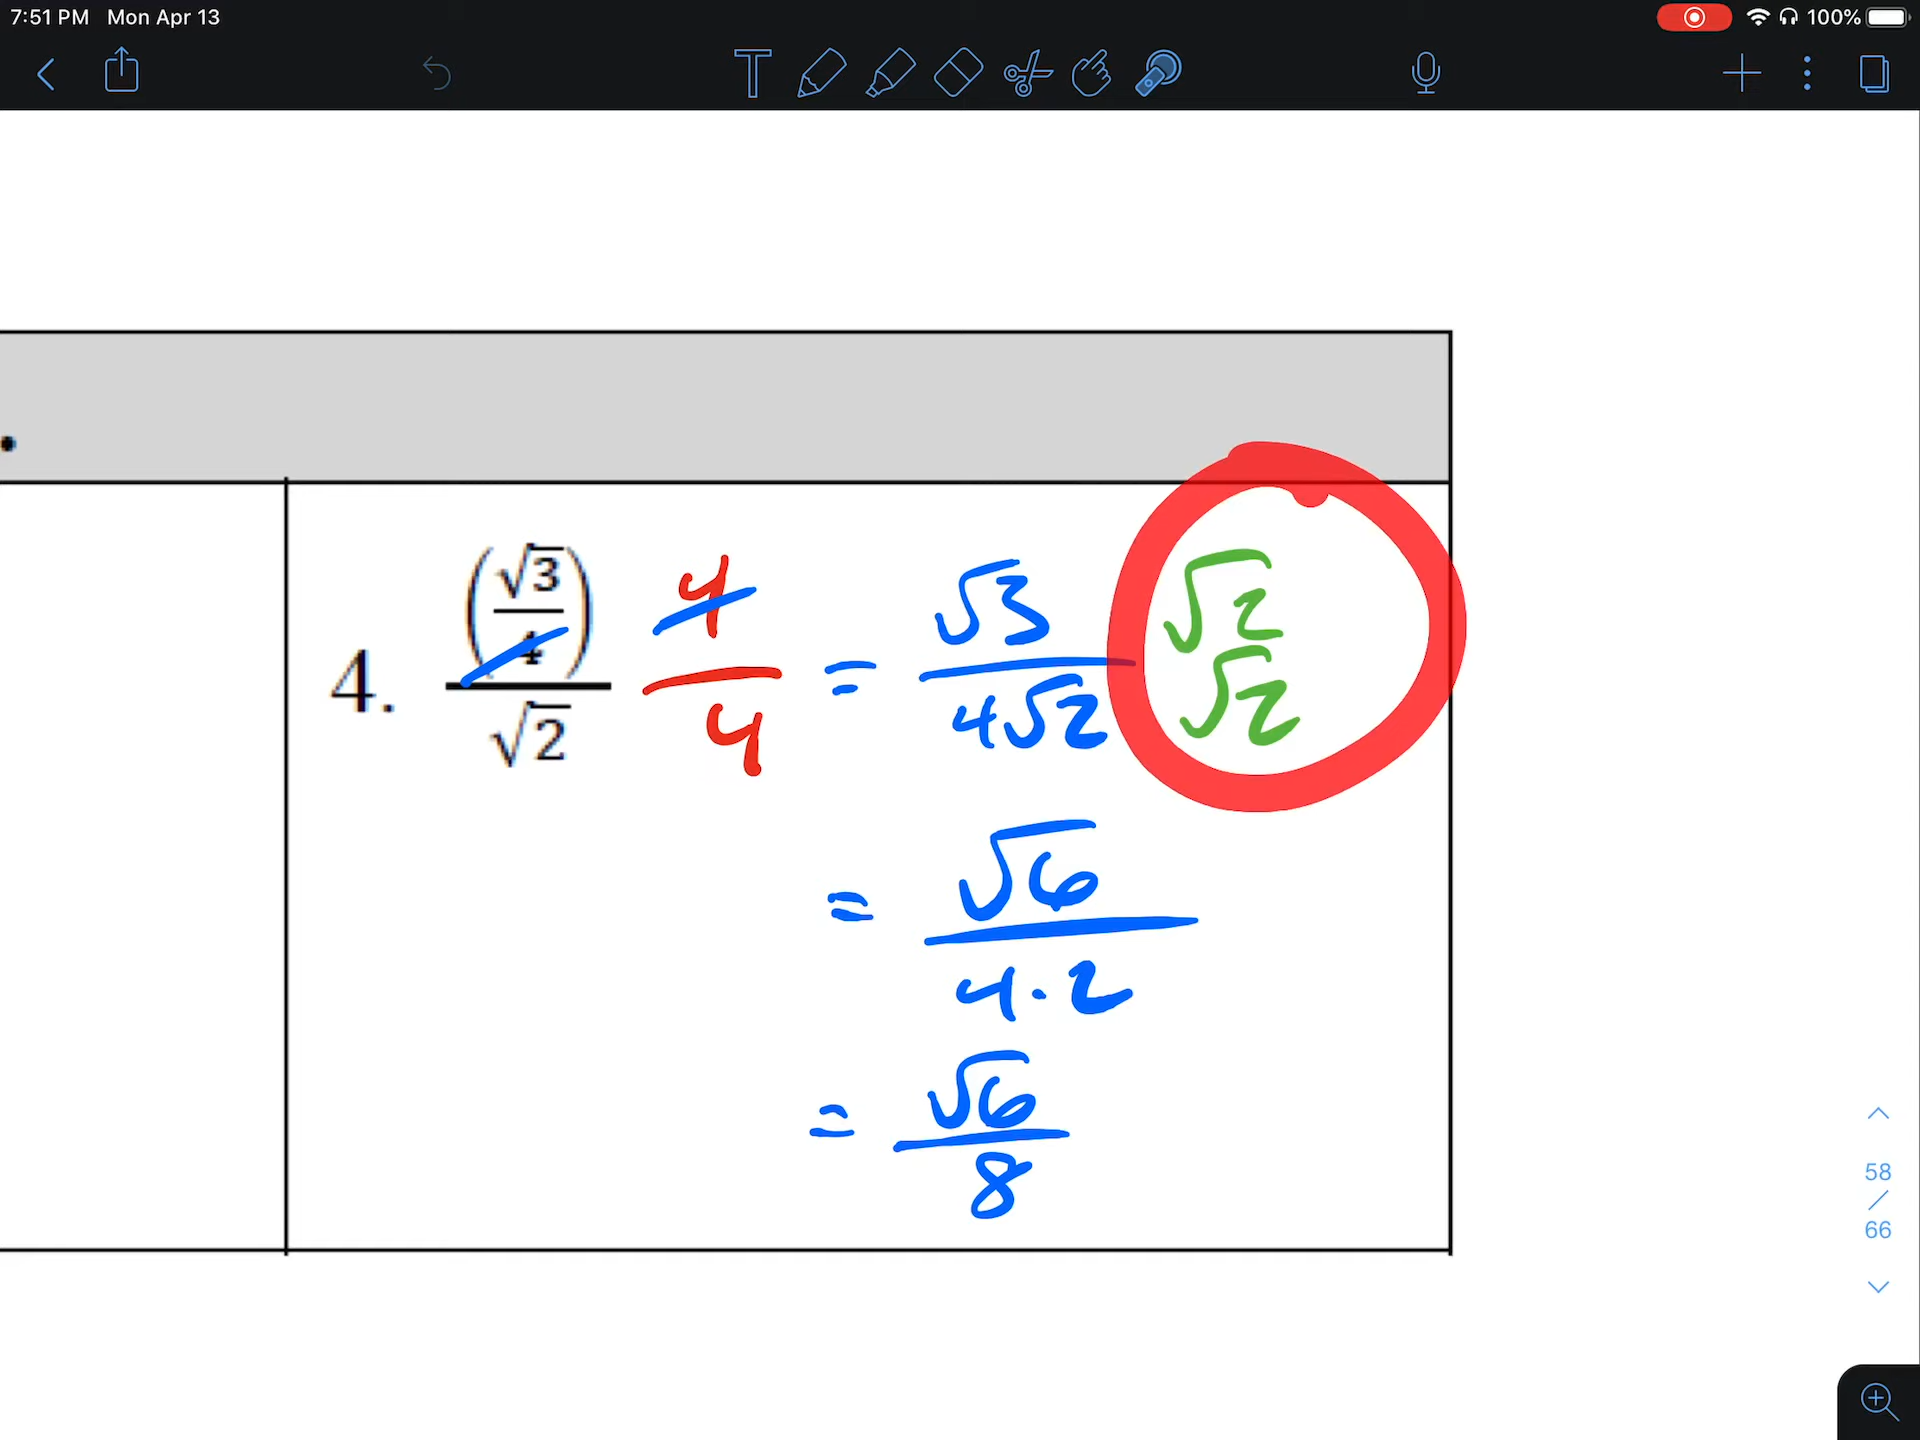 7:51 PM Mon Apr 13
100%
T
4. (√3/4)/√2 4/4 = √3/4√2 √2/√2
= √6/4·2
= √6/8
58
/
66